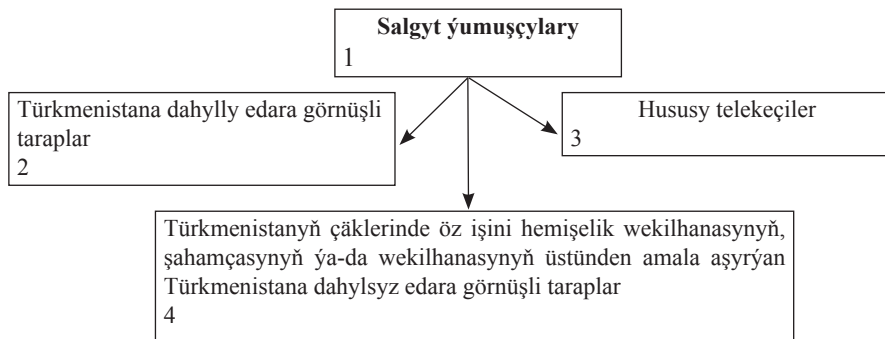 Salgyt ýumuşçylary
1
Türkmenistana dahylly edara görnüşli
taraplar
2
Hususy telekeçiler
3
Türkmenistanyň çäklerinde öz işini hemişelik wekilhanasynyň,
şahamçasynyň ýa-da wekilhanasynyň üstünden amala aşyrýan
Türkmenistana dahylsyz edara görnüşli taraplar
4